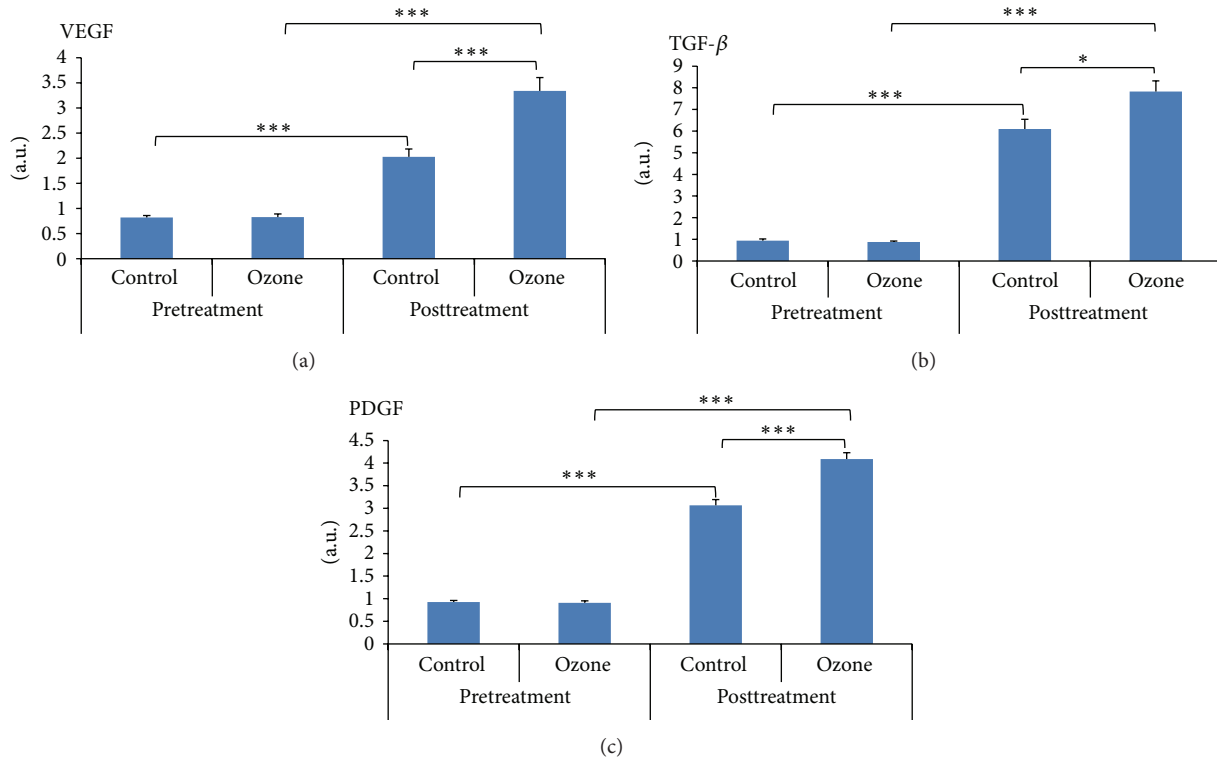 VEGF
***
***
***
4
3.5
3
2.5
2
1.5
1
0.5
0
(a.u.)
Control Ozone Control Ozone
Pretreatment Posttreatment
(a)
TGF-β
***
*
***
9
8
7
6
5
4
3
2
1
0
(a.u.)
Control Ozone Control Ozone
Pretreatment Posttreatment
(b)
PDGF
***
***
***
4.5
4
3.5
3
2.5
2
1.5
1
0.5
0
(a.u.)
Control Ozone Control Ozone
Pretreatment Posttreatment
(c)